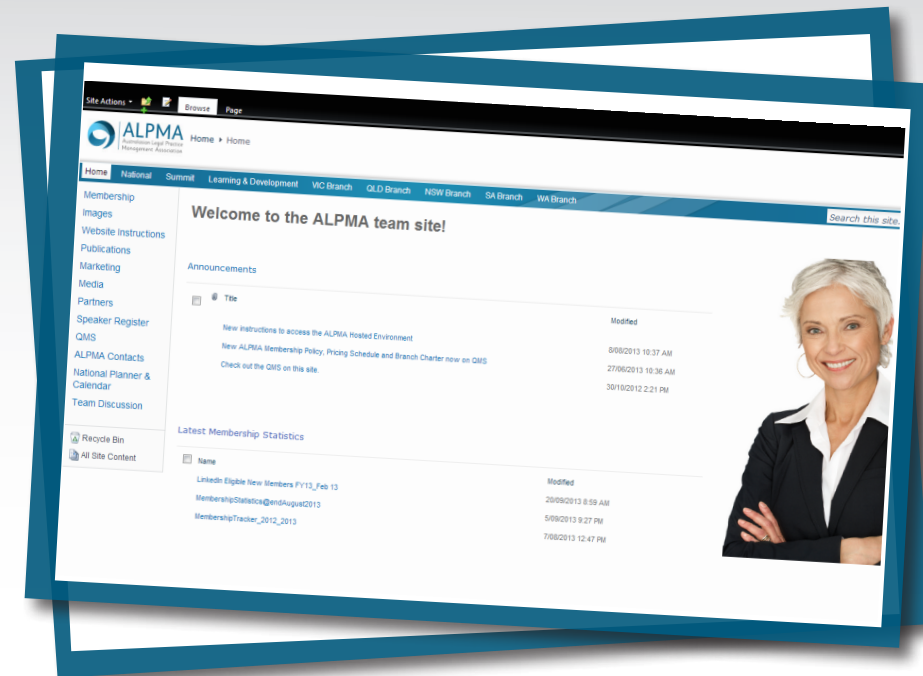 Site Actions
Browse
Page
ALPMA
Australasian Legal Practice
Management Association
Home
Home
Home
National
Summit
Learning & Development
VIC Branch
QLD Branch
NSW Branch
SA Branch
WA Branch
Search this site.
Membership
Images
Website Instructions
Publications
Marketing
Media
Partners
Speaker Register
QMS
ALPMA Contacts
National Planner &
Calendar
Team Discussion
Recycle Bin
All Site Content
Welcome to the ALPMA team site!
Announcements
Title
Modified
New instructions to access the ALPMA Hosted Environment
8/08/2013 10:37 AM
New ALPMA Membership Policy, Pricing Schedule and Branch Charter now on QMS
27/06/2013 10:36 AM
Check out the QMS on this site.
30/10/2012 2:21 PM
Latest Membership Statistics
Name
Modified
LinkedIn Eligible New Members FY13_Feb 13
20/09/2013 8:59 AM
MembershipStatistics@endAugust2013
5/09/2013 9:27 PM
MembershipTracker_2012_2013
7/08/2013 12:47 PM